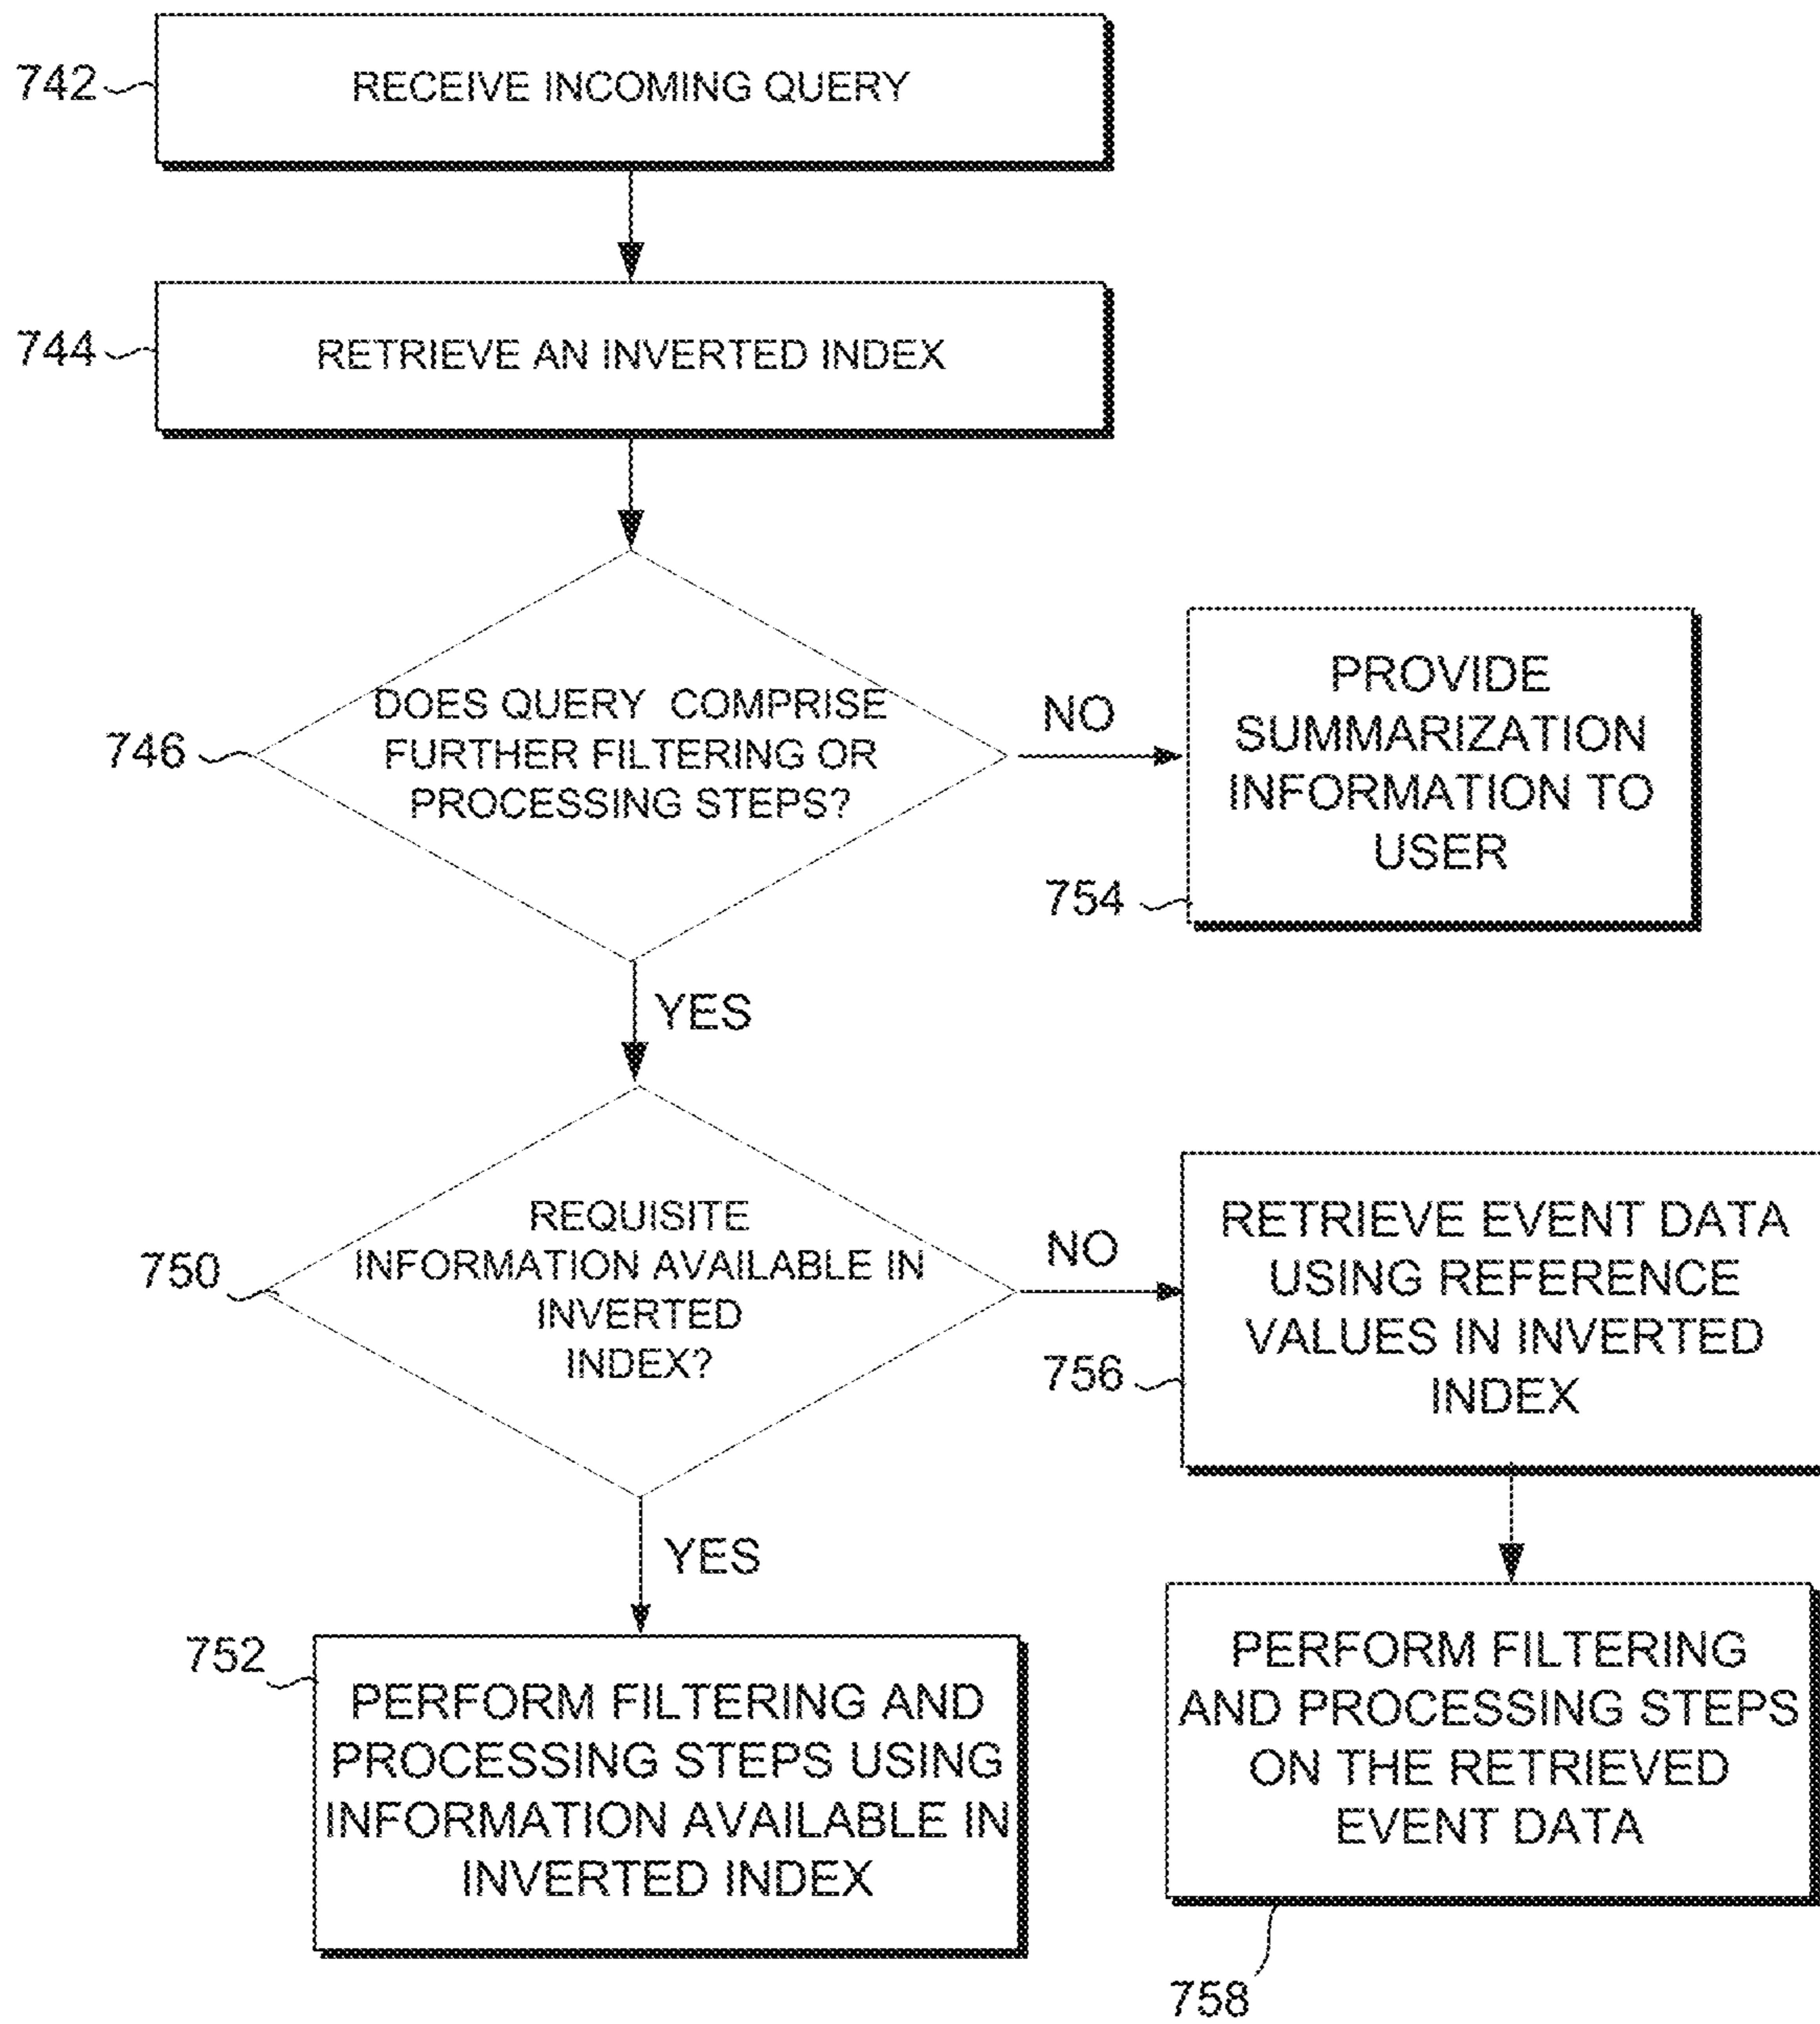 742
RECEIVE INCOMING QUERY
744
RETRIEVE AN INVERTED INDEX
746
DOES QUERY COMPRISE
FURTHER FILTERING OR
PROCESSING STEPS?
NO
PROVIDE
SUMMARIZATION
INFORMATION TO
USER
754
YES
750
REQUISITE
INFORMATION AVAILABLE IN
INVERTED
INDEX?
NO
RETRIEVE EVENT DATA
USING REFERENCE
VALUES IN INVERTED
INDEX
756
YES
752
PERFORM FILTERING AND
PROCESSING STEPS USING
INFORMATION AVAILABLE IN
INVERTED INDEX
PERFORM FILTERING
AND PROCESSING STEPS
ON THE RETRIEVED
EVENT DATA
758